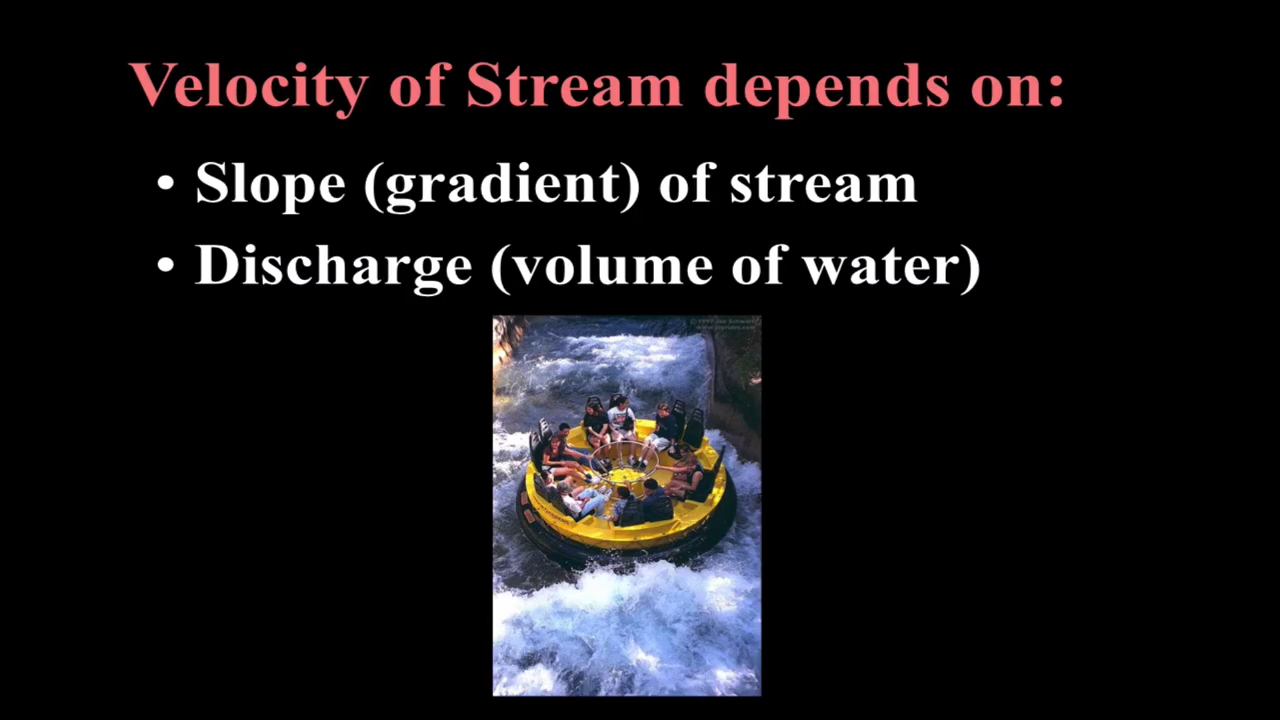 Velocity of Stream depends on:
• Slope (gradient) of stream
• Discharge (volume of water)